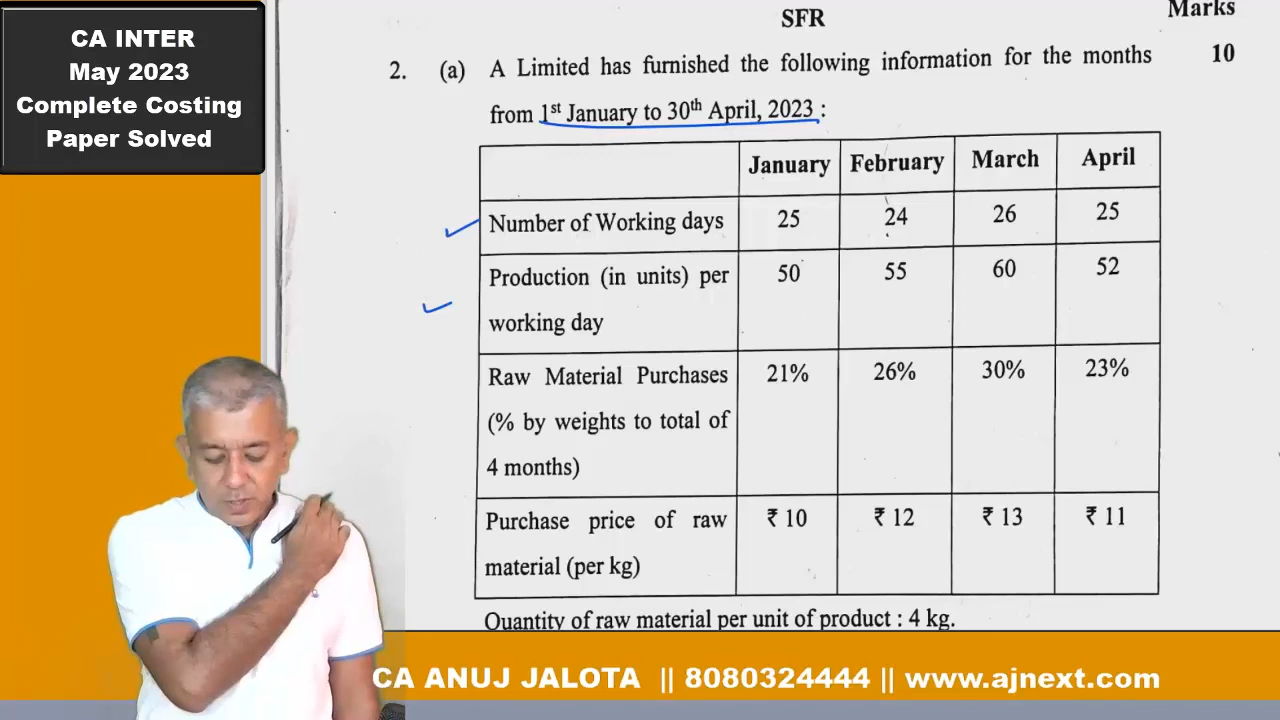 CA INTER
May 2023
Complete Costing
Paper Solved
SFR
Marks
2. (a) A Limited has furnished the following information for the months 10
from 1st January to 30th April, 2023 :
January February March April
Number of Working days 25 24 26 25
Production (in units) per 50 55 60 52
working day
Raw Material Purchases 21% 26% 30% 23%
(% by weights to total of
4 months)
Purchase price of raw ₹ 10 ₹ 12 ₹ 13 ₹ 11
material (per kg)
Quantity of raw material per unit of product : 4 kg.
CA ANUJ JALOTA || 8080324444 || www.ajnext.com